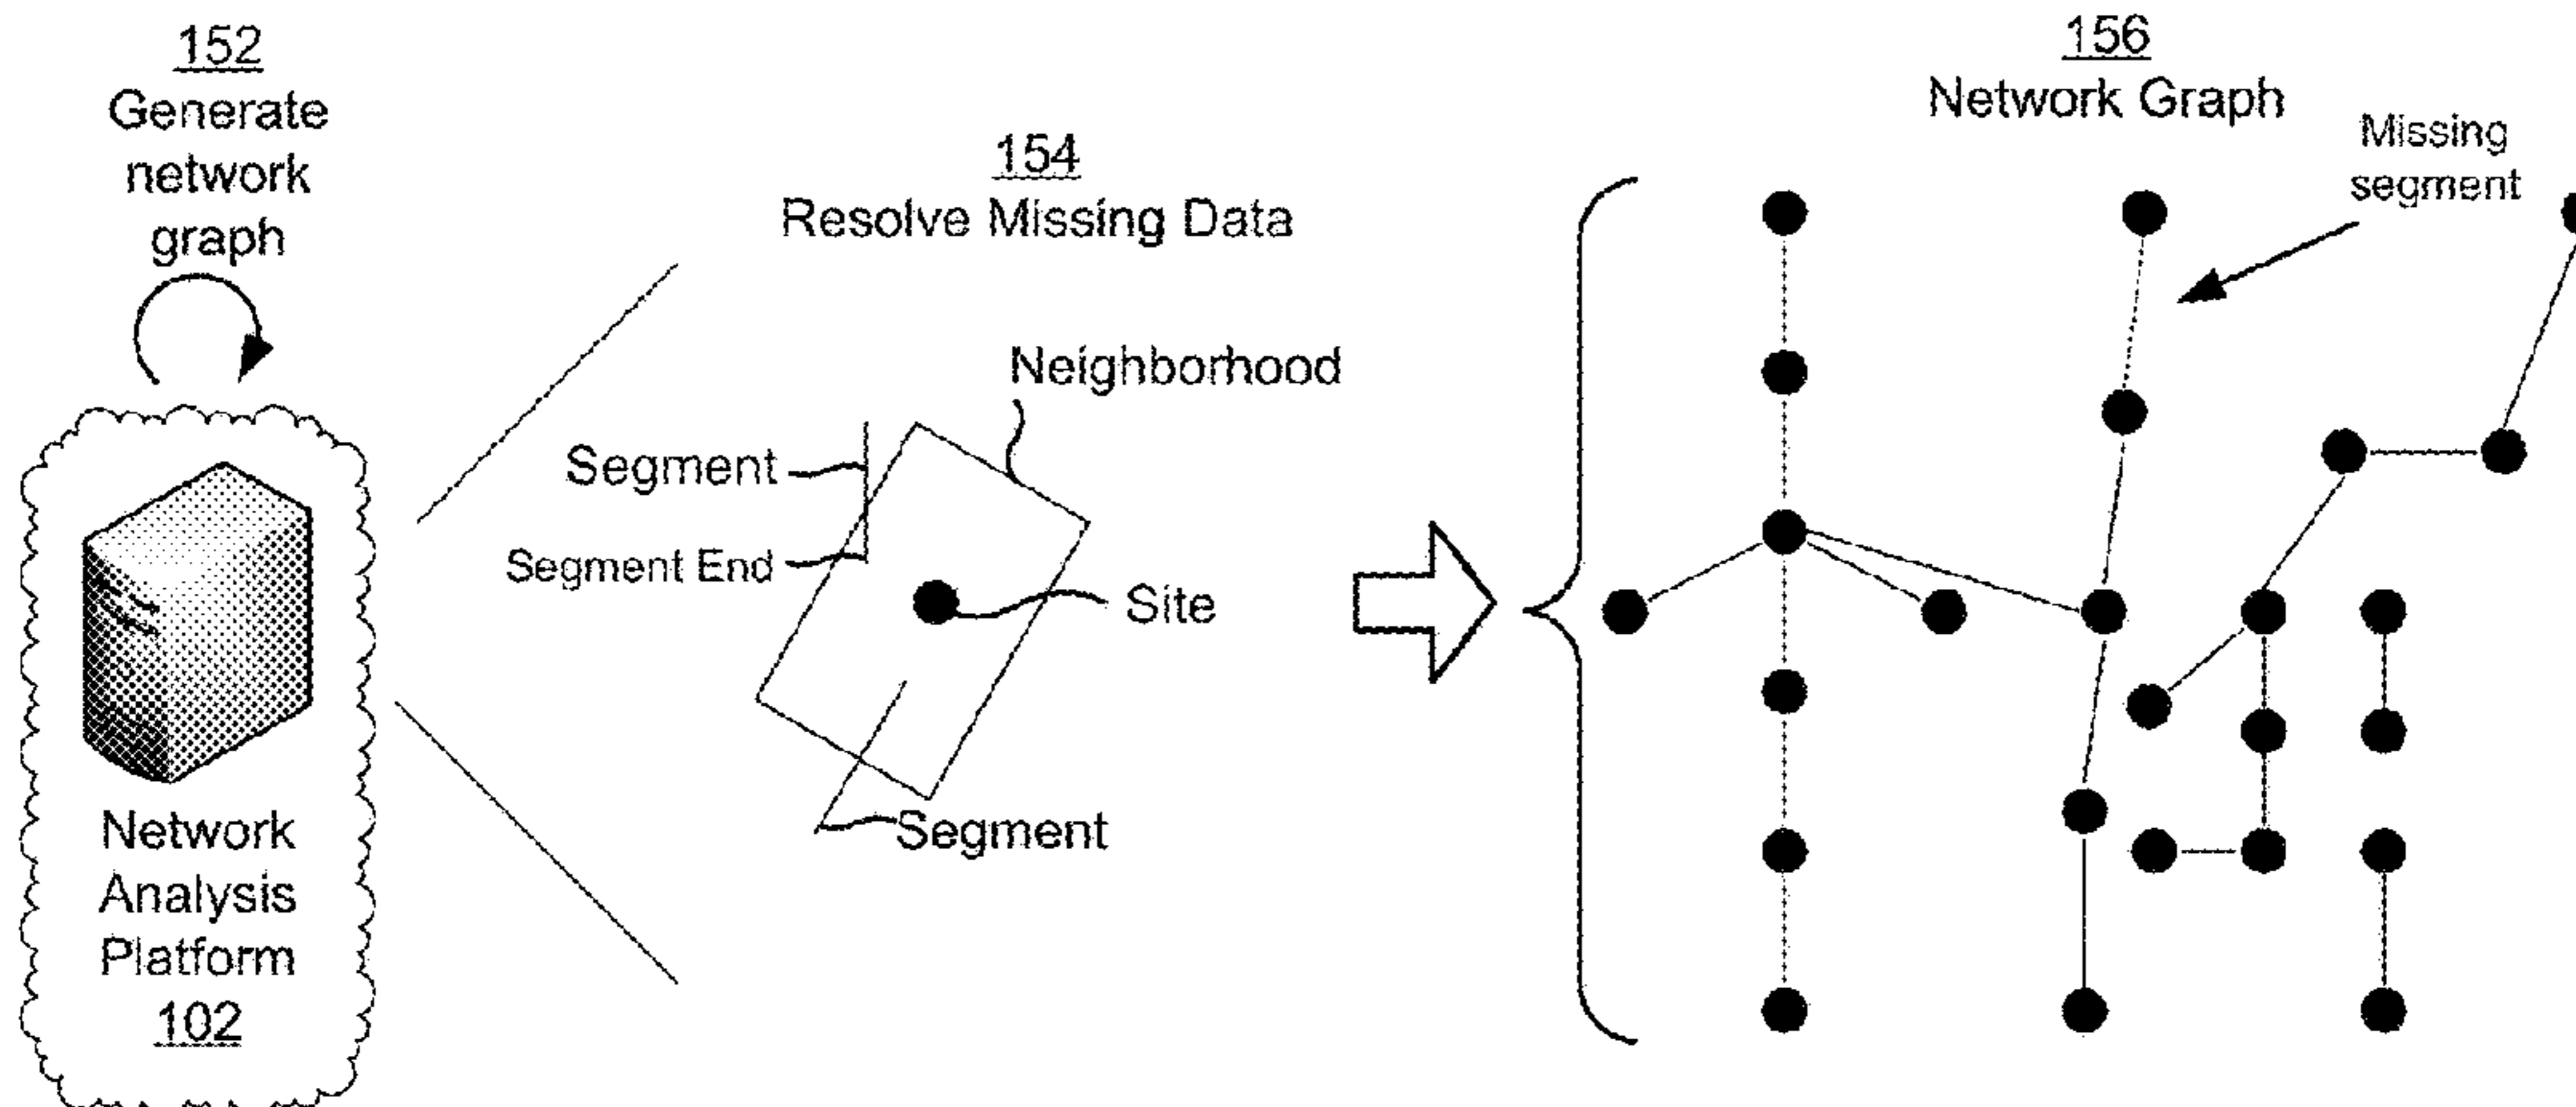 152
Generate
network
graph
Network
Analysis
Platform
102
154
Resolve Missing Data
Neighborhood
Segment
Segment End
Site
Segment
156
Network Graph
Missing
segment